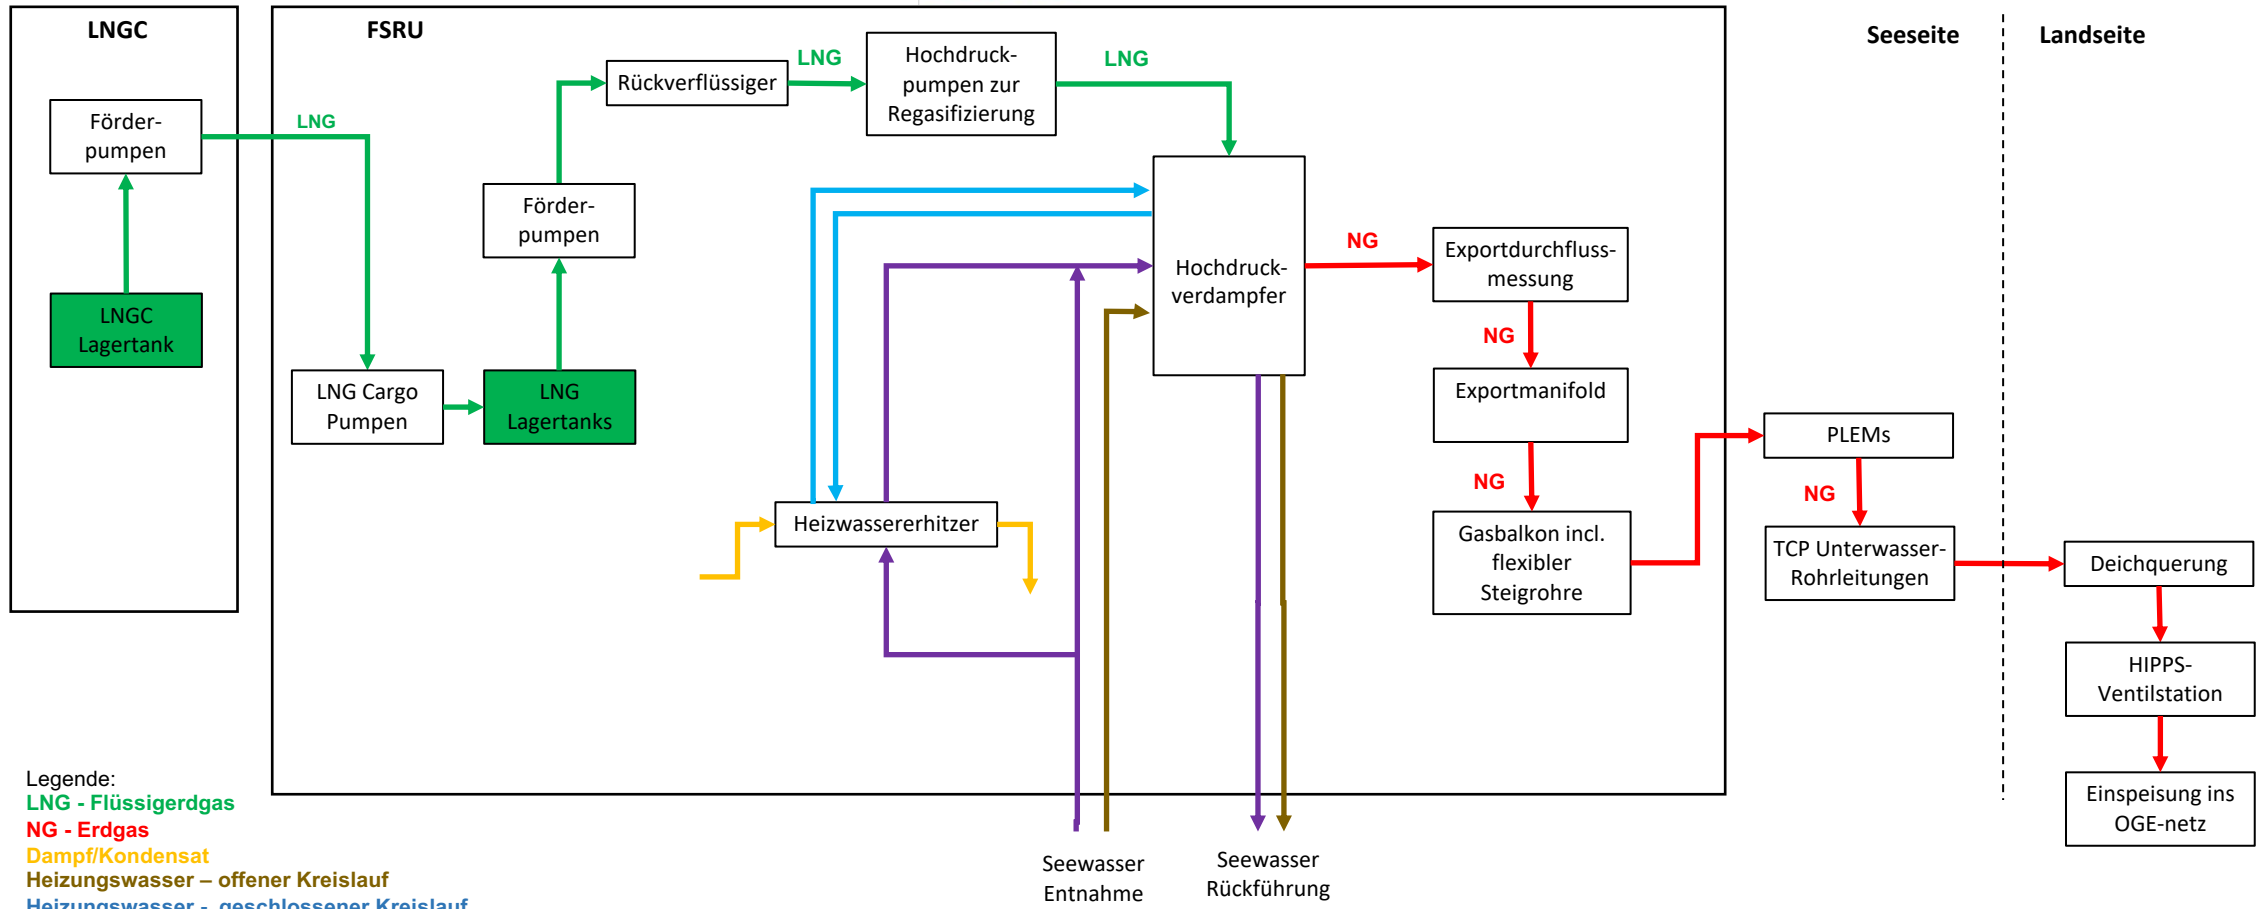 LNGC
FSRU
Seeseite
Landseite
Förder-
pumpen
LNG
Rückverflüssiger
LNG
Hochdruck-
pumpen zur
Regasifizierung
LNG
Förder-
pumpen
LNGC
Lagertank
LNG Cargo
Pumpen
LNG
Lagertanks
Hochdruck-
verdampfer
NG
Exportdurchfluss-
messung
NG
Exportmanifold
NG
Gasbalkon incl.
flexibler
Steigrohre
Heizwassererhitzer
PLEMs
NG
TCP Unterwasser-
Rohrleitungen
Deichquerung
HIPPS-
Ventilstation
Einspeisung ins
OGE-netz
Seewasser
Entnahme
Seewasser
Rückführung
Legende:
LNG - Flüssigerdgas
NG - Erdgas
Dampf/Kondensat
Heizungswasser – offener Kreislauf
Heizungswasser - geschlossener Kreislauf